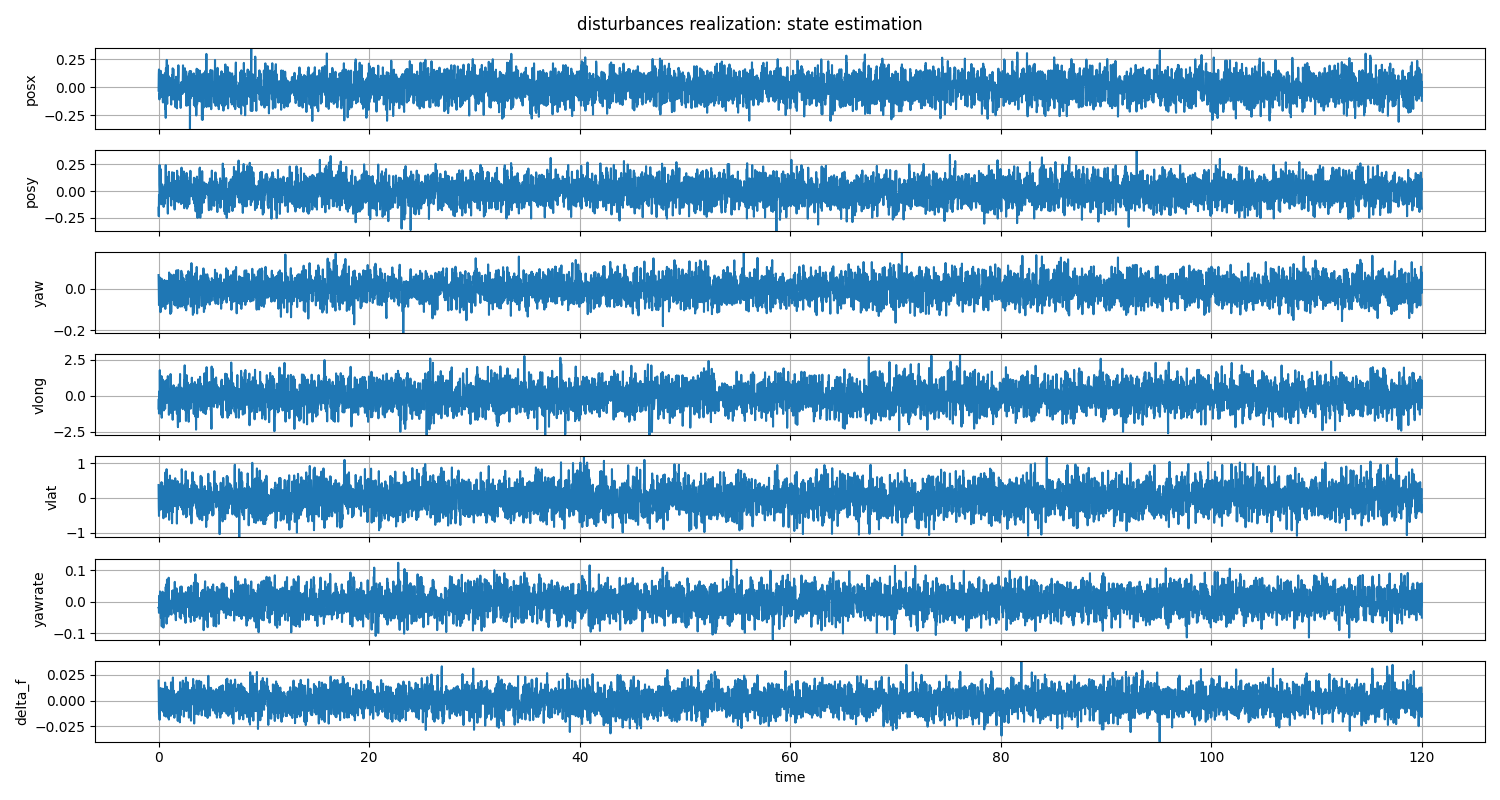 disturbances realization: state estimation
posx
0.25
0.00
−0.25
posy
0.25
0.00
−0.25
yaw
0.0
−0.2
vlong
2.5
0.0
−2.5
vlat
1
0
−1
yawrate
0.1
0.0
−0.1
delta_f
0.025
0.000
−0.025
0 20 40 60 80 100 120
time